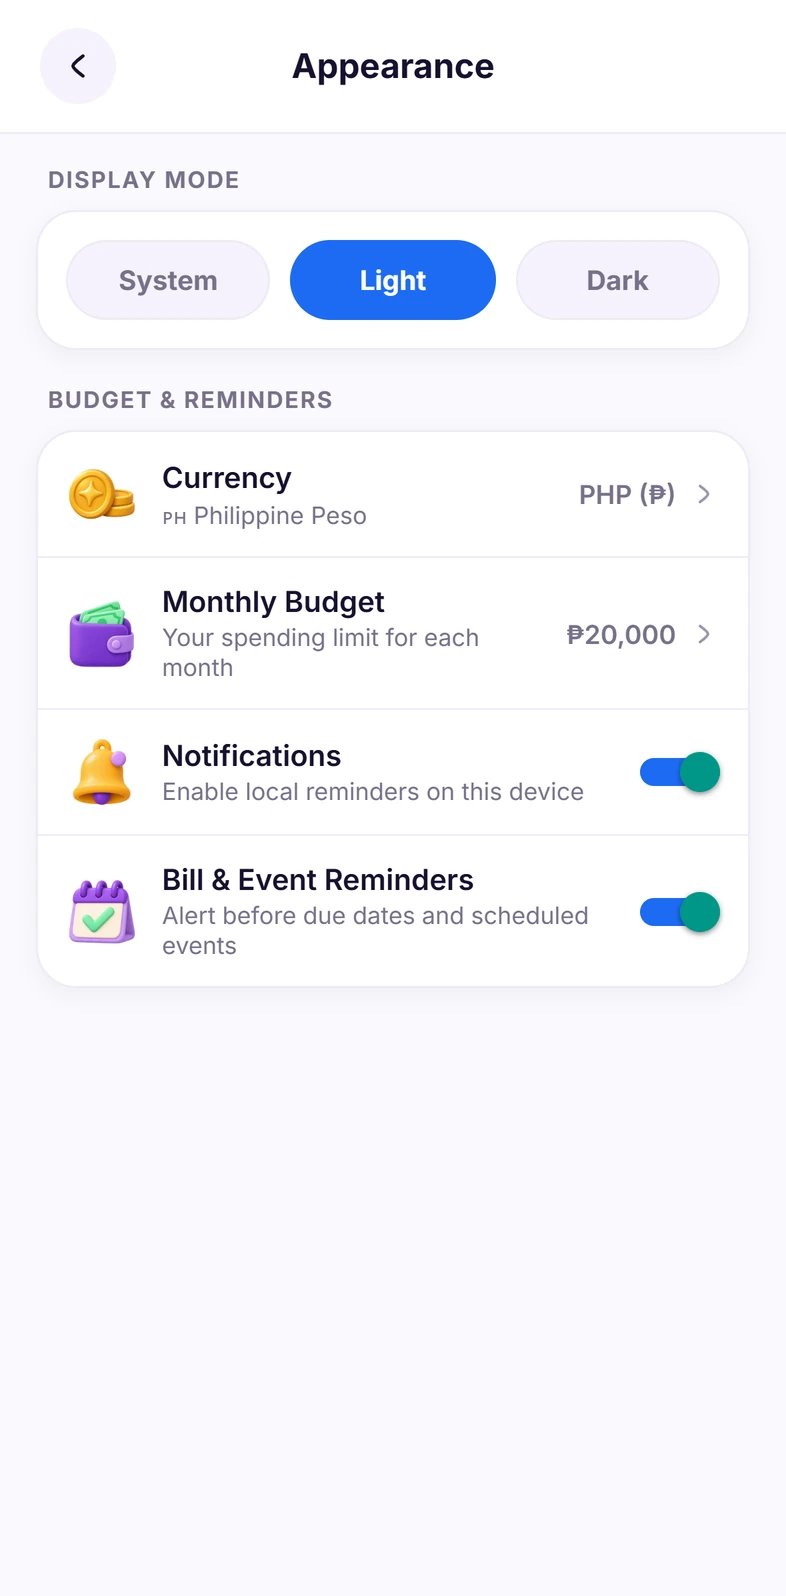 Appearance
DISPLAY MODE
System
Light
Dark
BUDGET & REMINDERS
Currency
PH Philippine Peso
PHP (₱)
Monthly Budget
Your spending limit for each
month
₱20,000
Notifications
Enable local reminders on this device
Bill & Event Reminders
Alert before due dates and scheduled
events